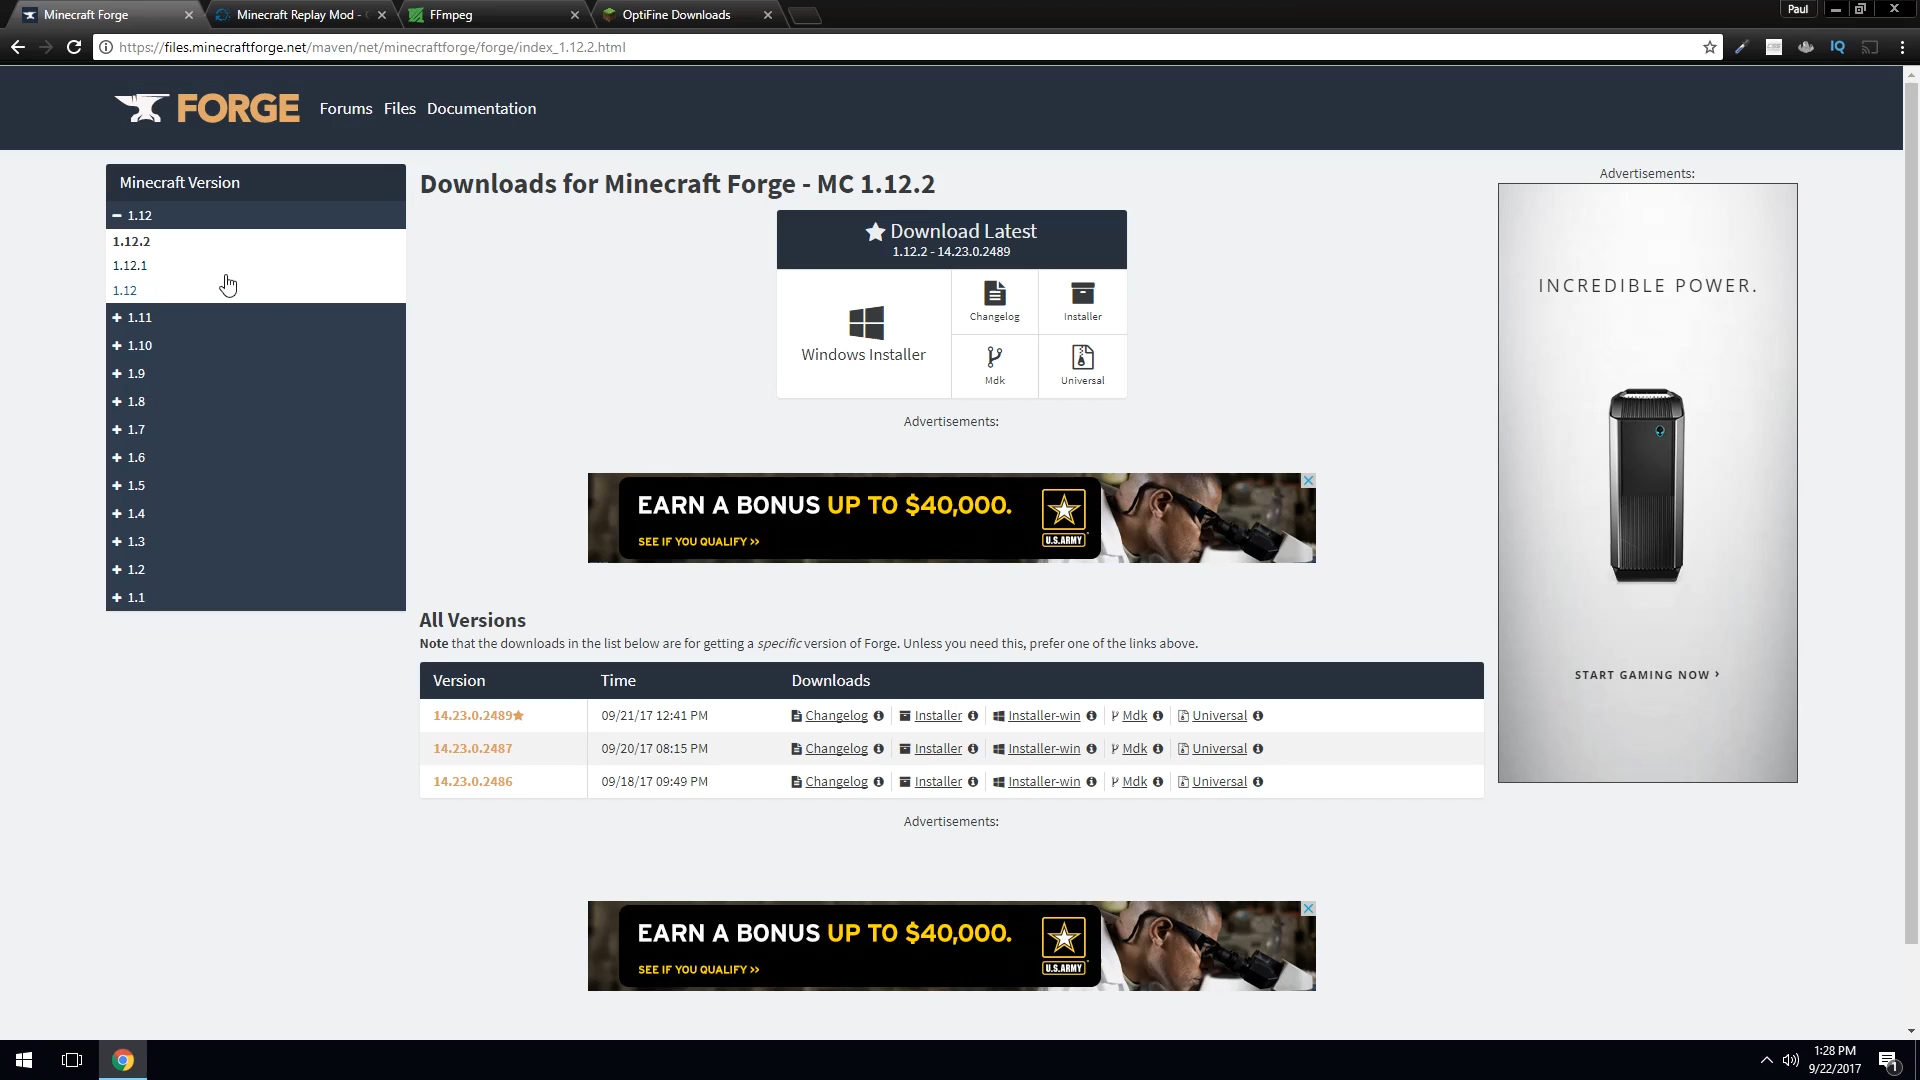 Minecraft Forge
Minecraft Replay Mod -
FFmpeg
OptiFine Downloads
Paul
https://files.minecraftforge.net/maven/net/minecraftforge/forge/index_1.12.2.html
IQ
FORGE
Forums Files Documentation
Minecraft Version
1.12
1.12.2
1.12.1
1.12
1.11
1.10
1.9
1.8
1.7
1.6
1.5
1.4
1.3
1.2
1.1
Downloads for Minecraft Forge - MC 1.12.2
Download Latest
1.12.2 - 14.23.0.2489
Windows Installer
Changelog
Installer
Mdk
Universal
Advertisements:
EARN A BONUS UP TO $40,000.
SEE IF YOU QUALIFY >>
U.S.ARMY
All Versions
Note that the downloads in the list below are for getting a specific version of Forge. Unless you need this, prefer one of the links above.
Version Time Downloads
14.23.0.2489★ 09/21/17 12:41 PM Changelog Installer Installer-win Mdk Universal
14.23.0.2487 09/20/17 08:15 PM Changelog Installer Installer-win Mdk Universal
14.23.0.2486 09/18/17 09:49 PM Changelog Installer Installer-win Mdk Universal
Advertisements:
EARN A BONUS UP TO $40,000.
SEE IF YOU QUALIFY >>
U.S.ARMY
Advertisements:
INCREDIBLE POWER.
START GAMING NOW ›
1:28 PM
9/22/2017
1